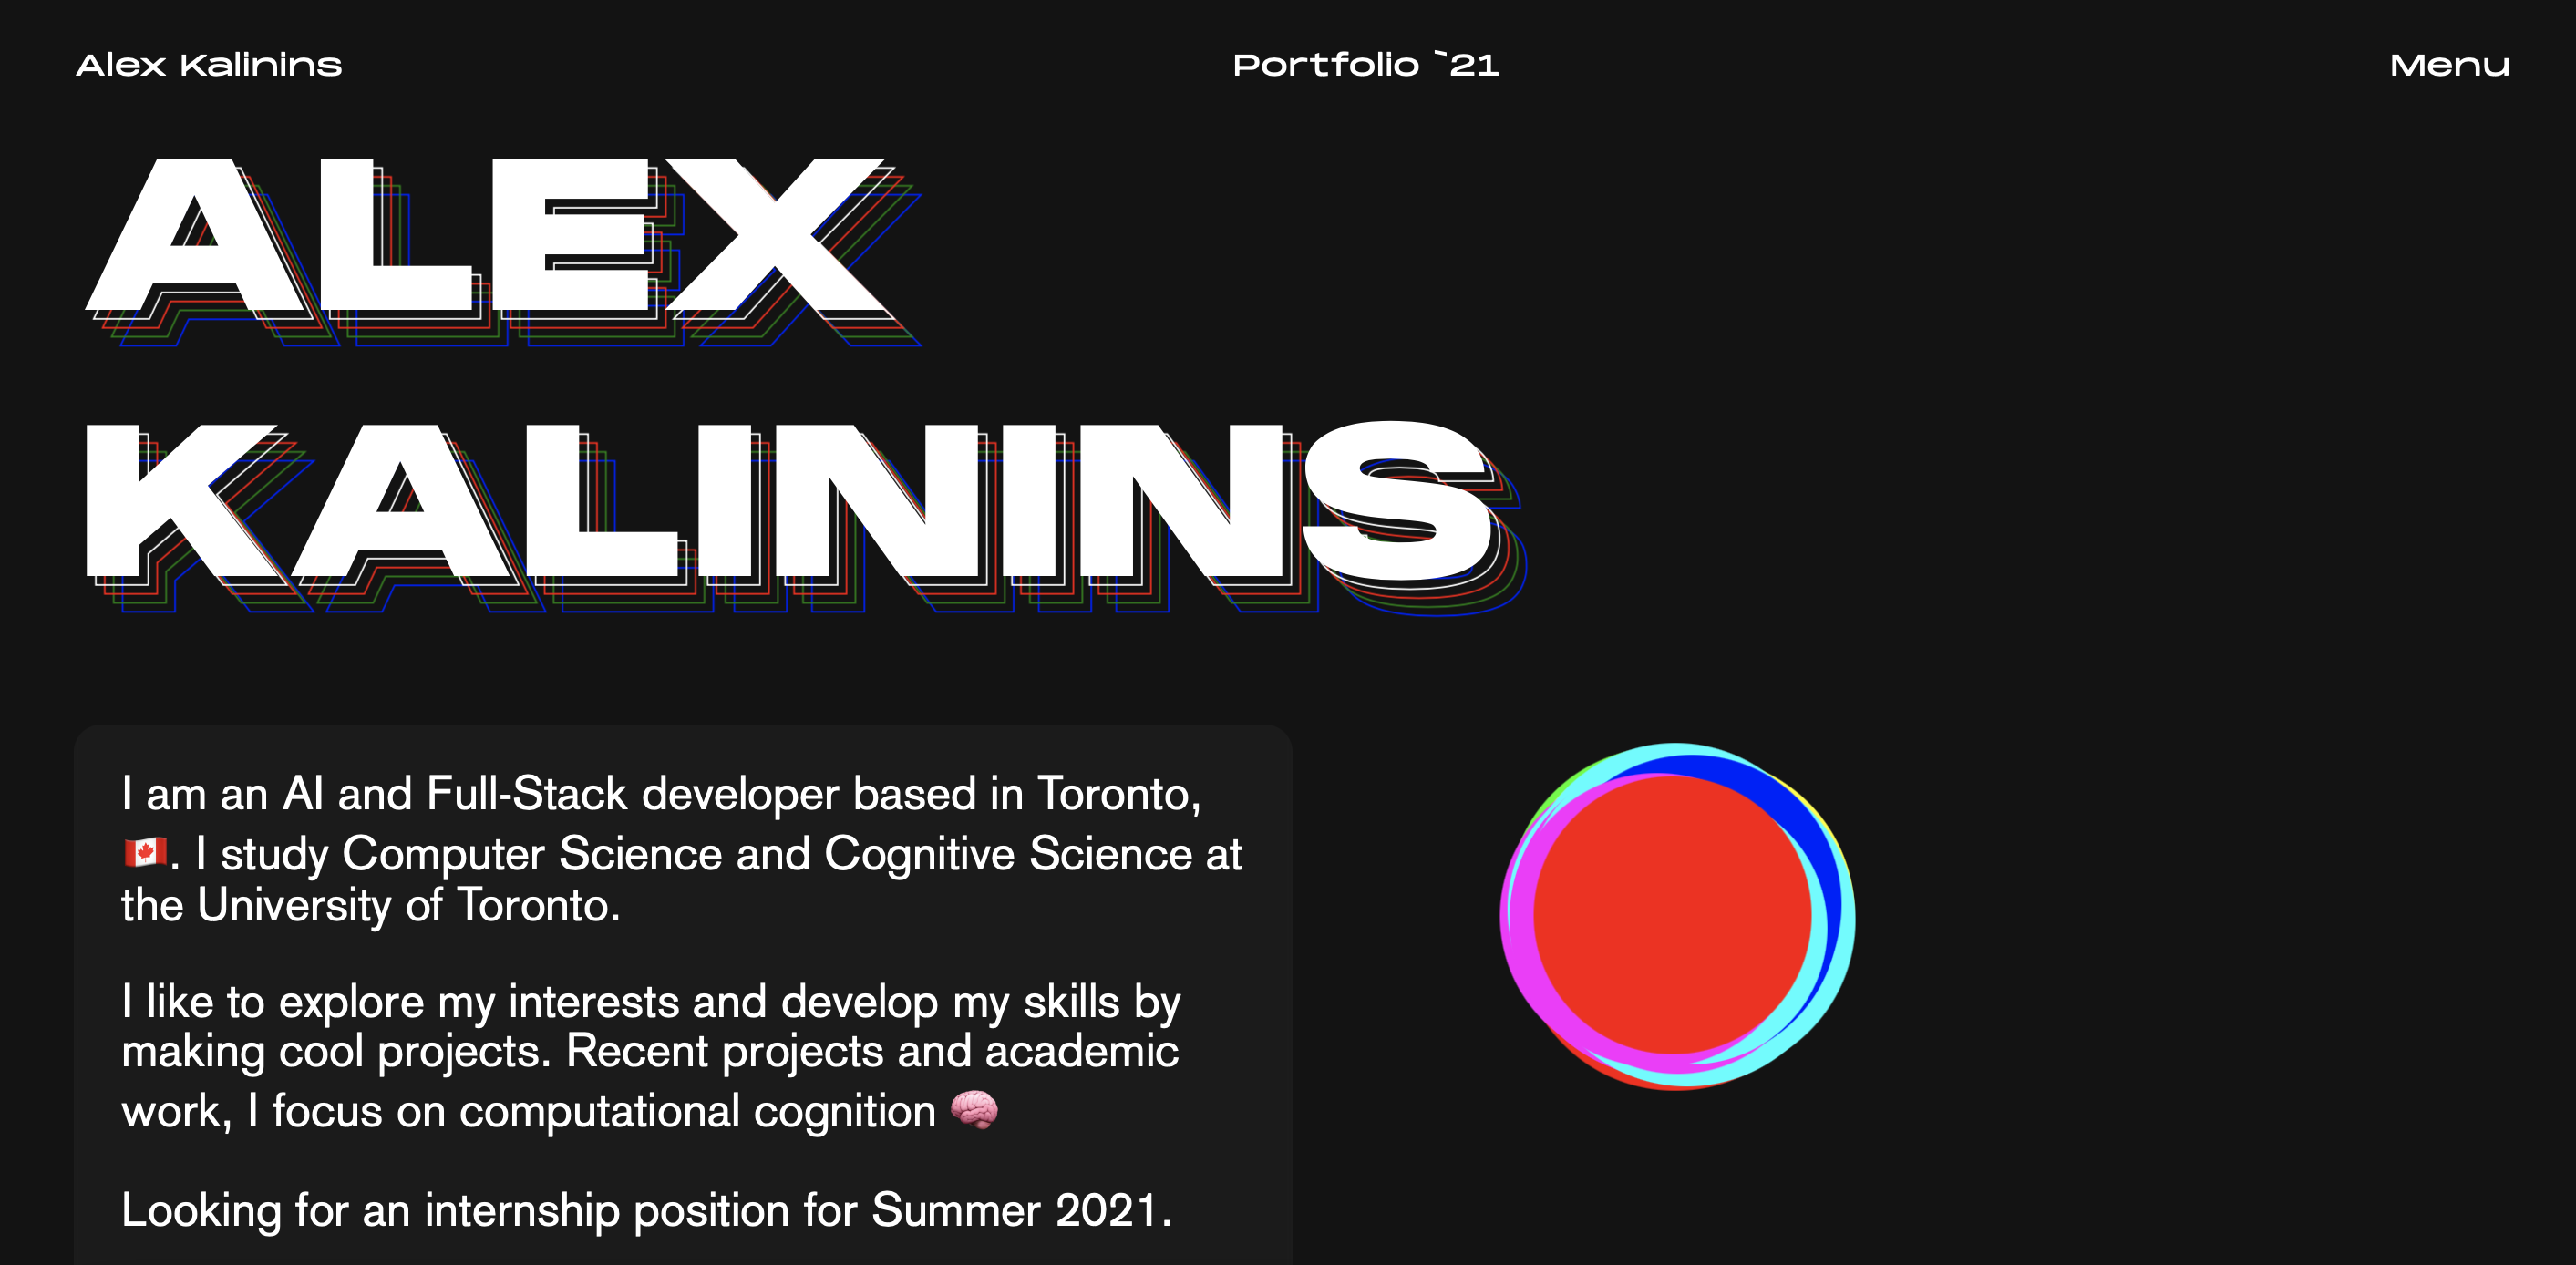 Alex Kalinins
Portfolio `21
Menu
ALEX
KALININS
I am an AI and Full-Stack developer based in Toronto,
🇨🇦. I study Computer Science and Cognitive Science at
the University of Toronto.
I like to explore my interests and develop my skills by
making cool projects. Recent projects and academic
work, I focus on computational cognition 🧠
Looking for an internship position for Summer 2021.